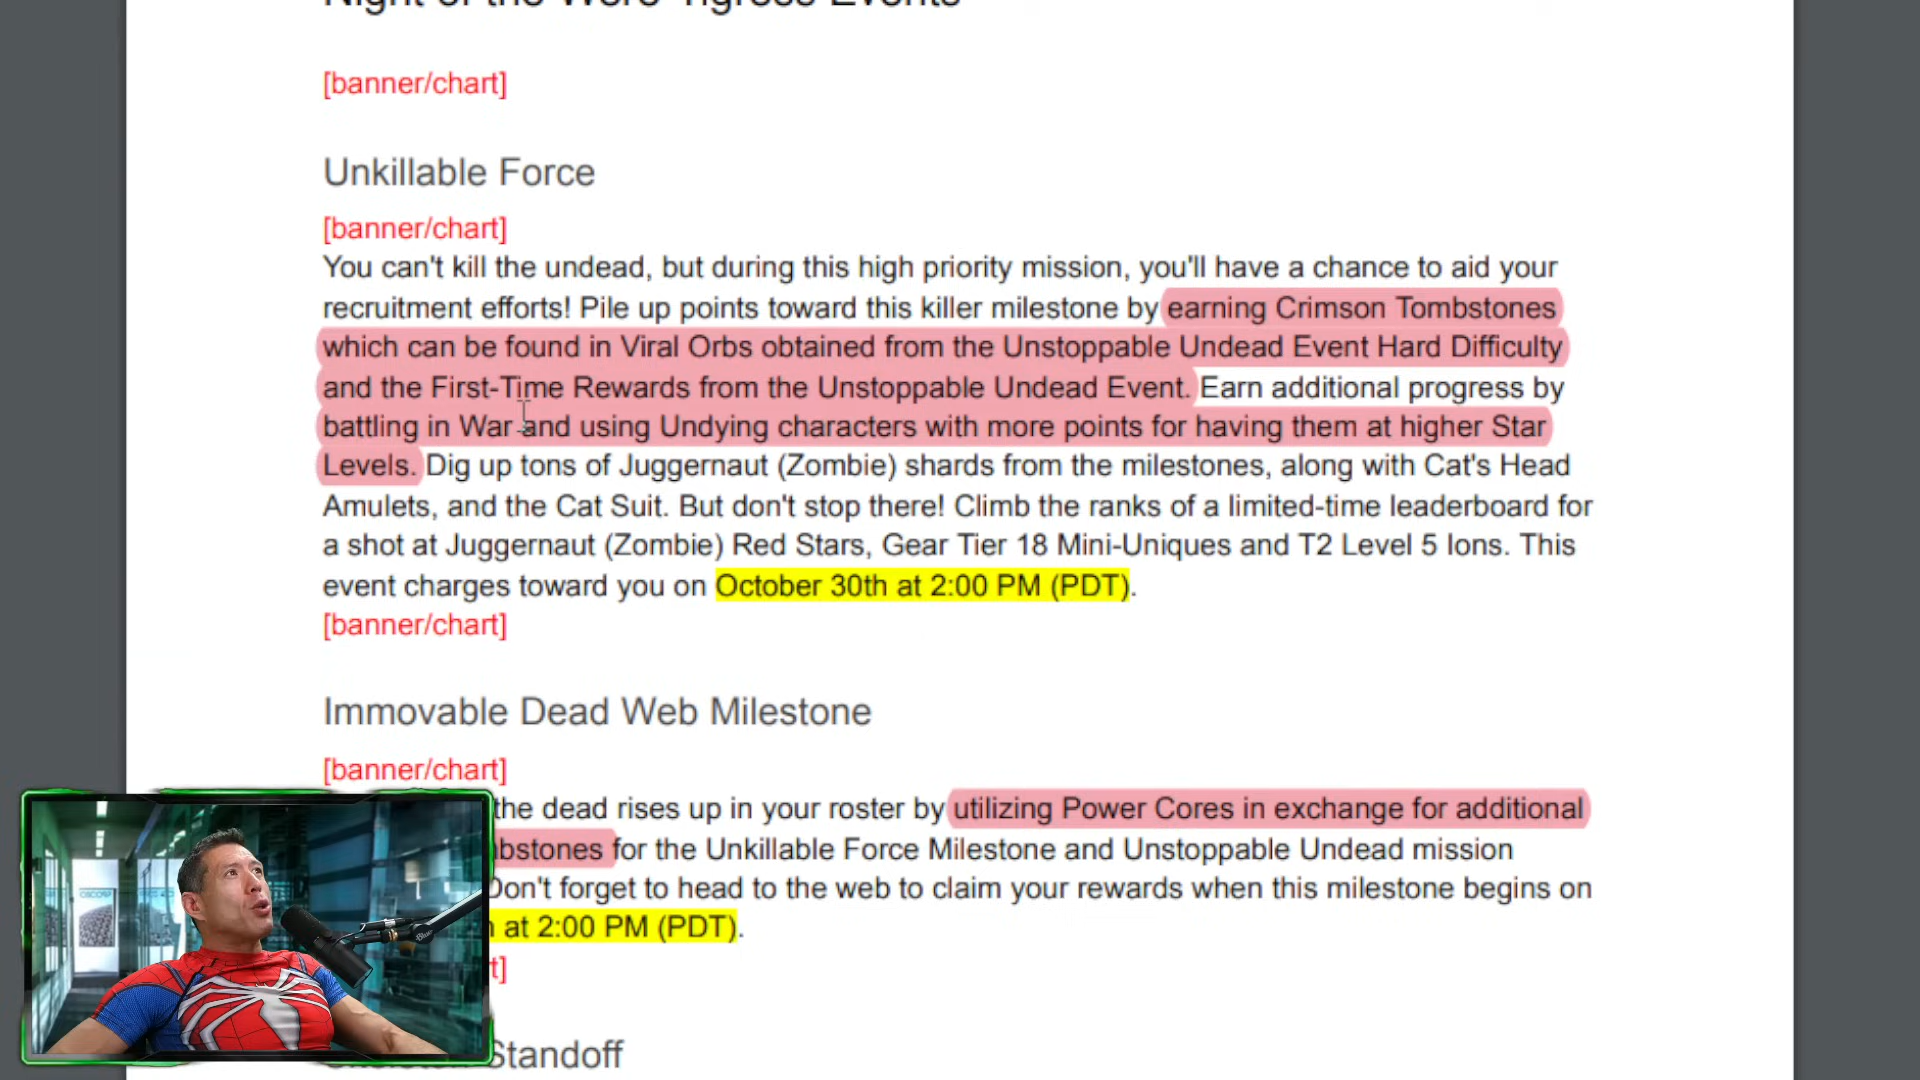 Night of the Were-Tigress Events
[banner/chart]
Unkillable Force
[banner/chart]
You can't kill the undead, but during this high priority mission, you'll have a chance to aid your
recruitment efforts! Pile up points toward this killer milestone by earning Crimson Tombstones
which can be found in Viral Orbs obtained from the Unstoppable Undead Event Hard Difficulty
and the First-Time Rewards from the Unstoppable Undead Event. Earn additional progress by
battling in War and using Undying characters with more points for having them at higher Star
Levels. Dig up tons of Juggernaut (Zombie) shards from the milestones, along with Cat's Head
Amulets, and the Cat Suit. But don't stop there! Climb the ranks of a limited-time leaderboard for
a shot at Juggernaut (Zombie) Red Stars, Gear Tier 18 Mini-Uniques and T2 Level 5 Ions. This
event charges toward you on October 30th at 2:00 PM (PDT).
[banner/chart]
Immovable Dead Web Milestone
[banner/chart]
the dead rises up in your roster by utilizing Power Cores in exchange for additional
bstones for the Unkillable Force Milestone and Unstoppable Undead mission
Don't forget to head to the web to claim your rewards when this milestone begins on
at 2:00 PM (PDT).
t]
Standoff